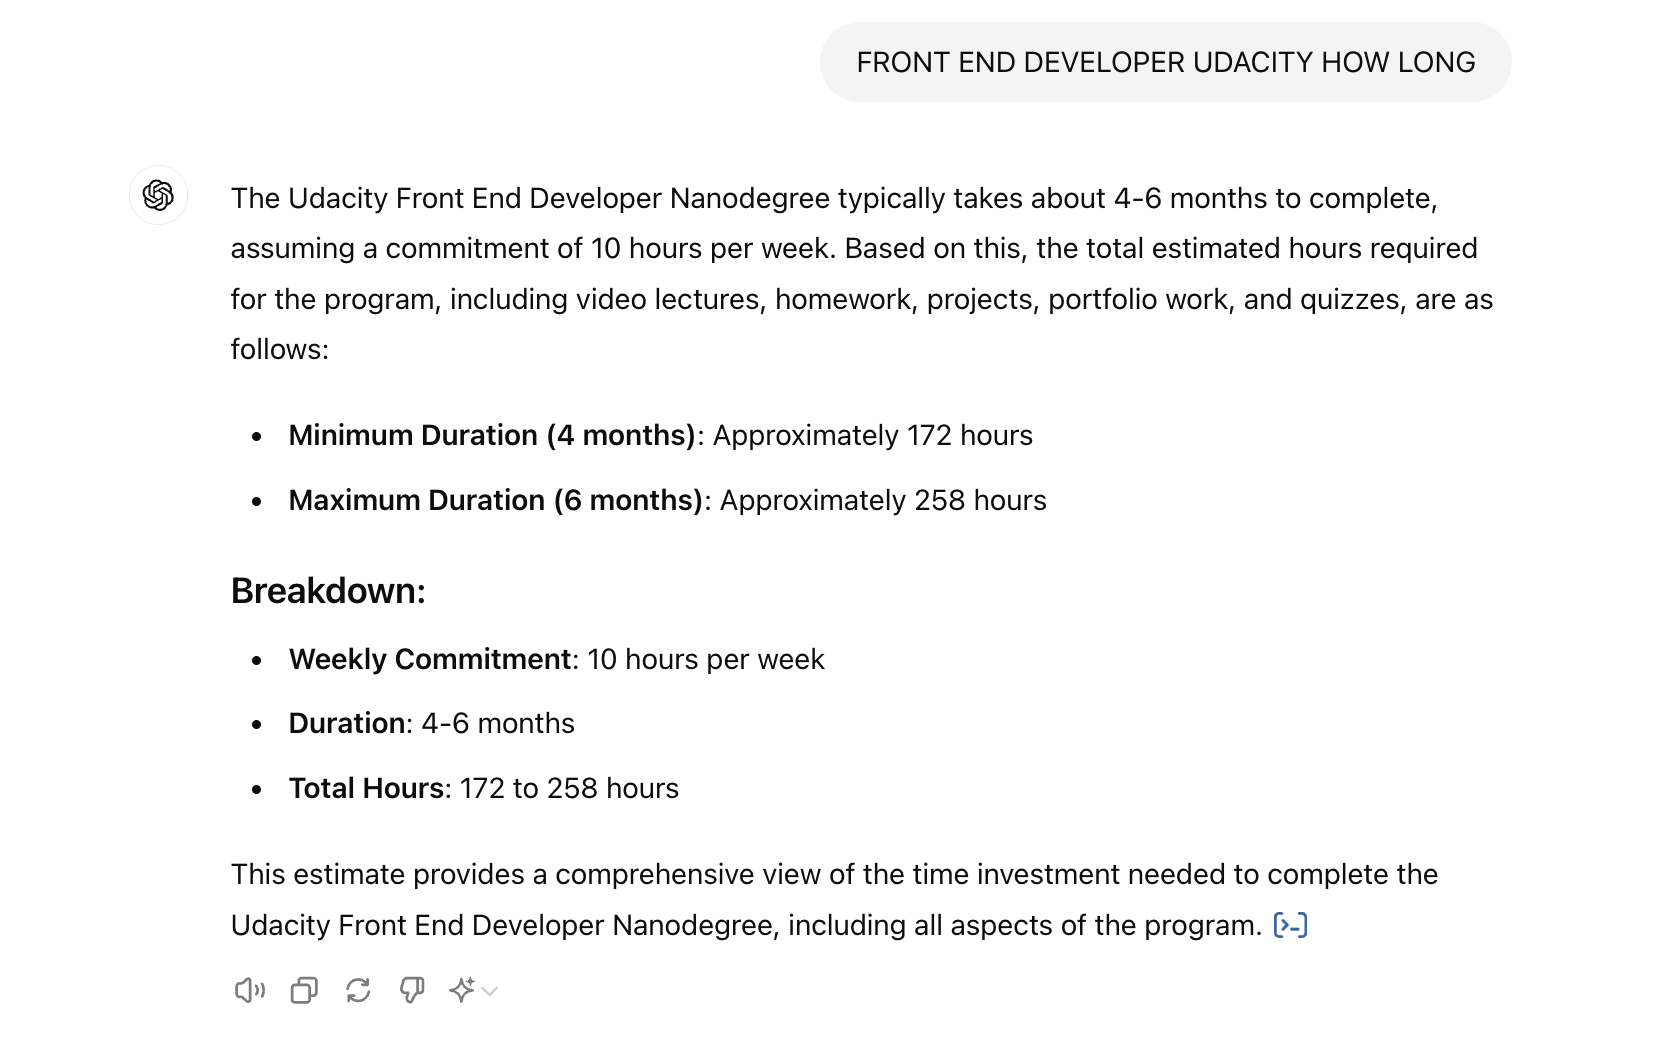 FRONT END DEVELOPER UDACITY HOW LONG
The Udacity Front End Developer Nanodegree typically takes about 4-6 months to complete,
assuming a commitment of 10 hours per week. Based on this, the total estimated hours required
for the program, including video lectures, homework, projects, portfolio work, and quizzes, are as
follows:
• Minimum Duration (4 months): Approximately 172 hours
• Maximum Duration (6 months): Approximately 258 hours
Breakdown:
• Weekly Commitment: 10 hours per week
• Duration: 4-6 months
• Total Hours: 172 to 258 hours
This estimate provides a comprehensive view of the time investment needed to complete the
Udacity Front End Developer Nanodegree, including all aspects of the program. [>-]